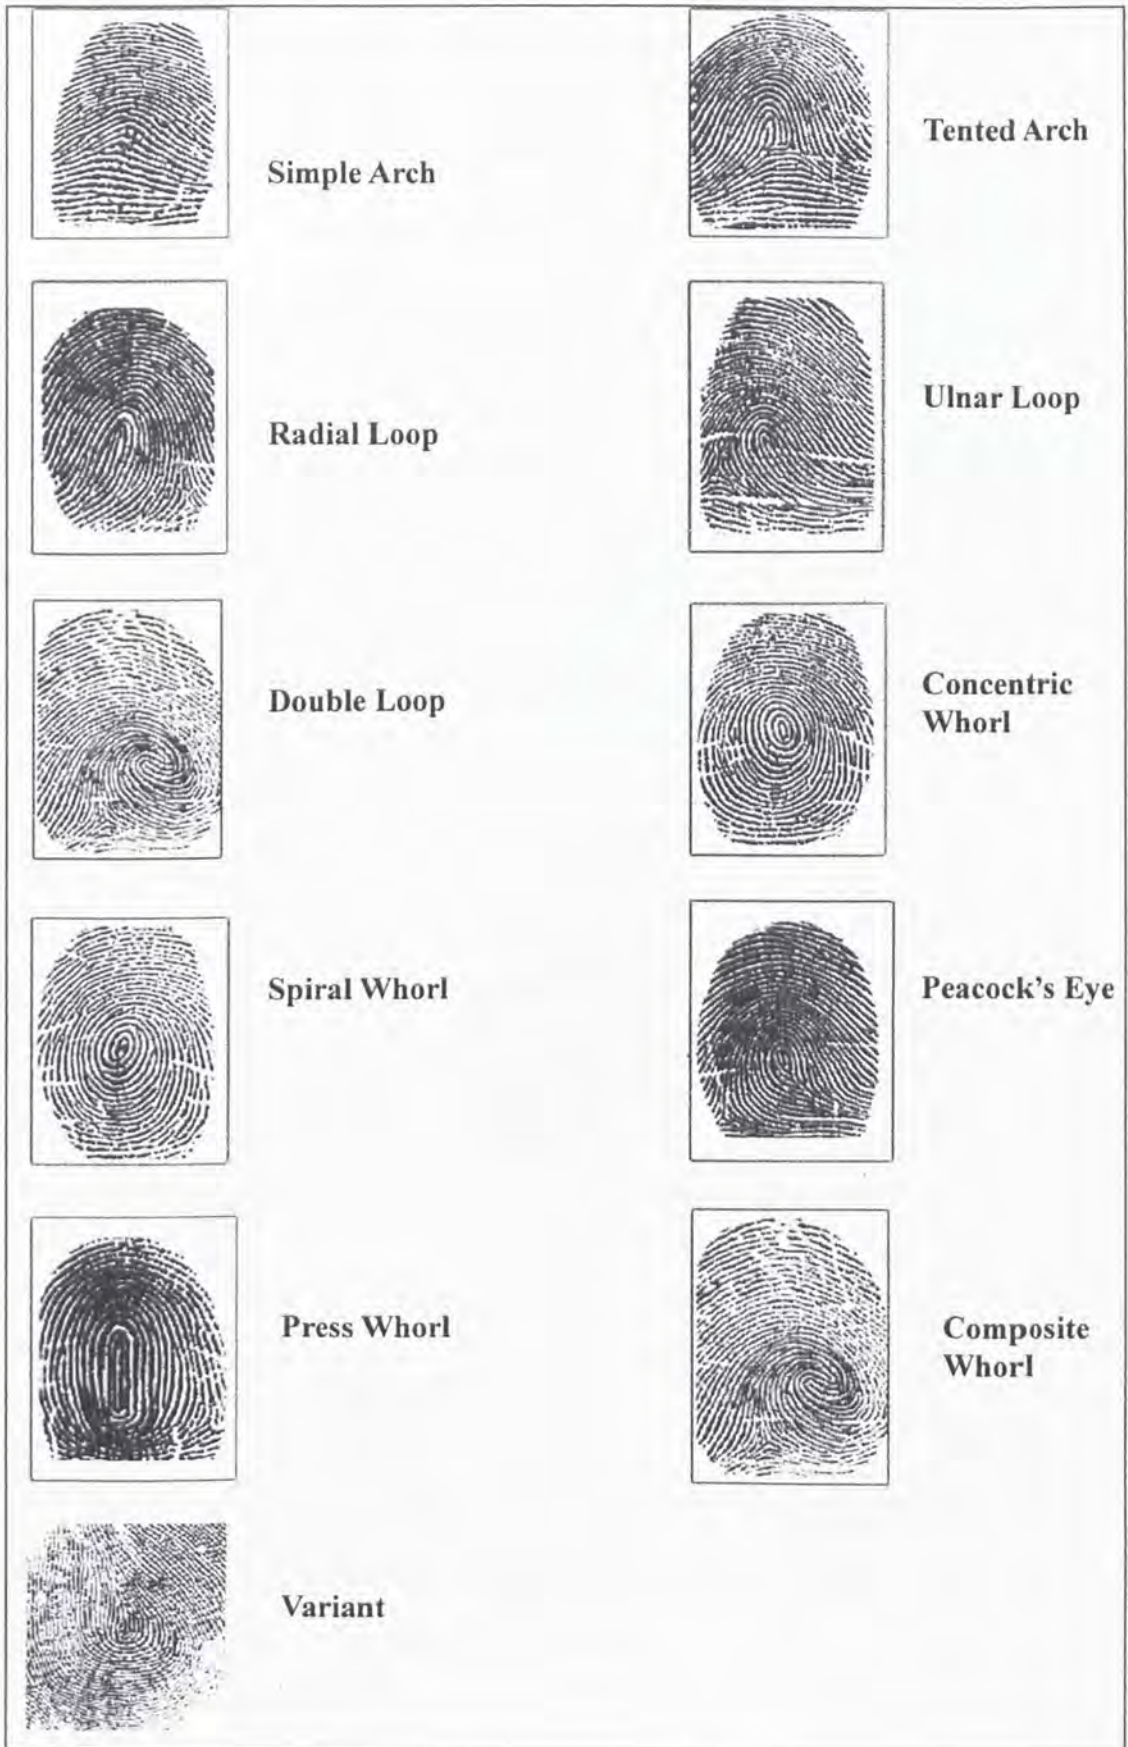 Simple Arch
Tented Arch
Radial Loop
Ulnar Loop
Double Loop
Concentric
Whorl
Spiral Whorl
Peacock's Eye
Press Whorl
Composite
Whorl
Variant